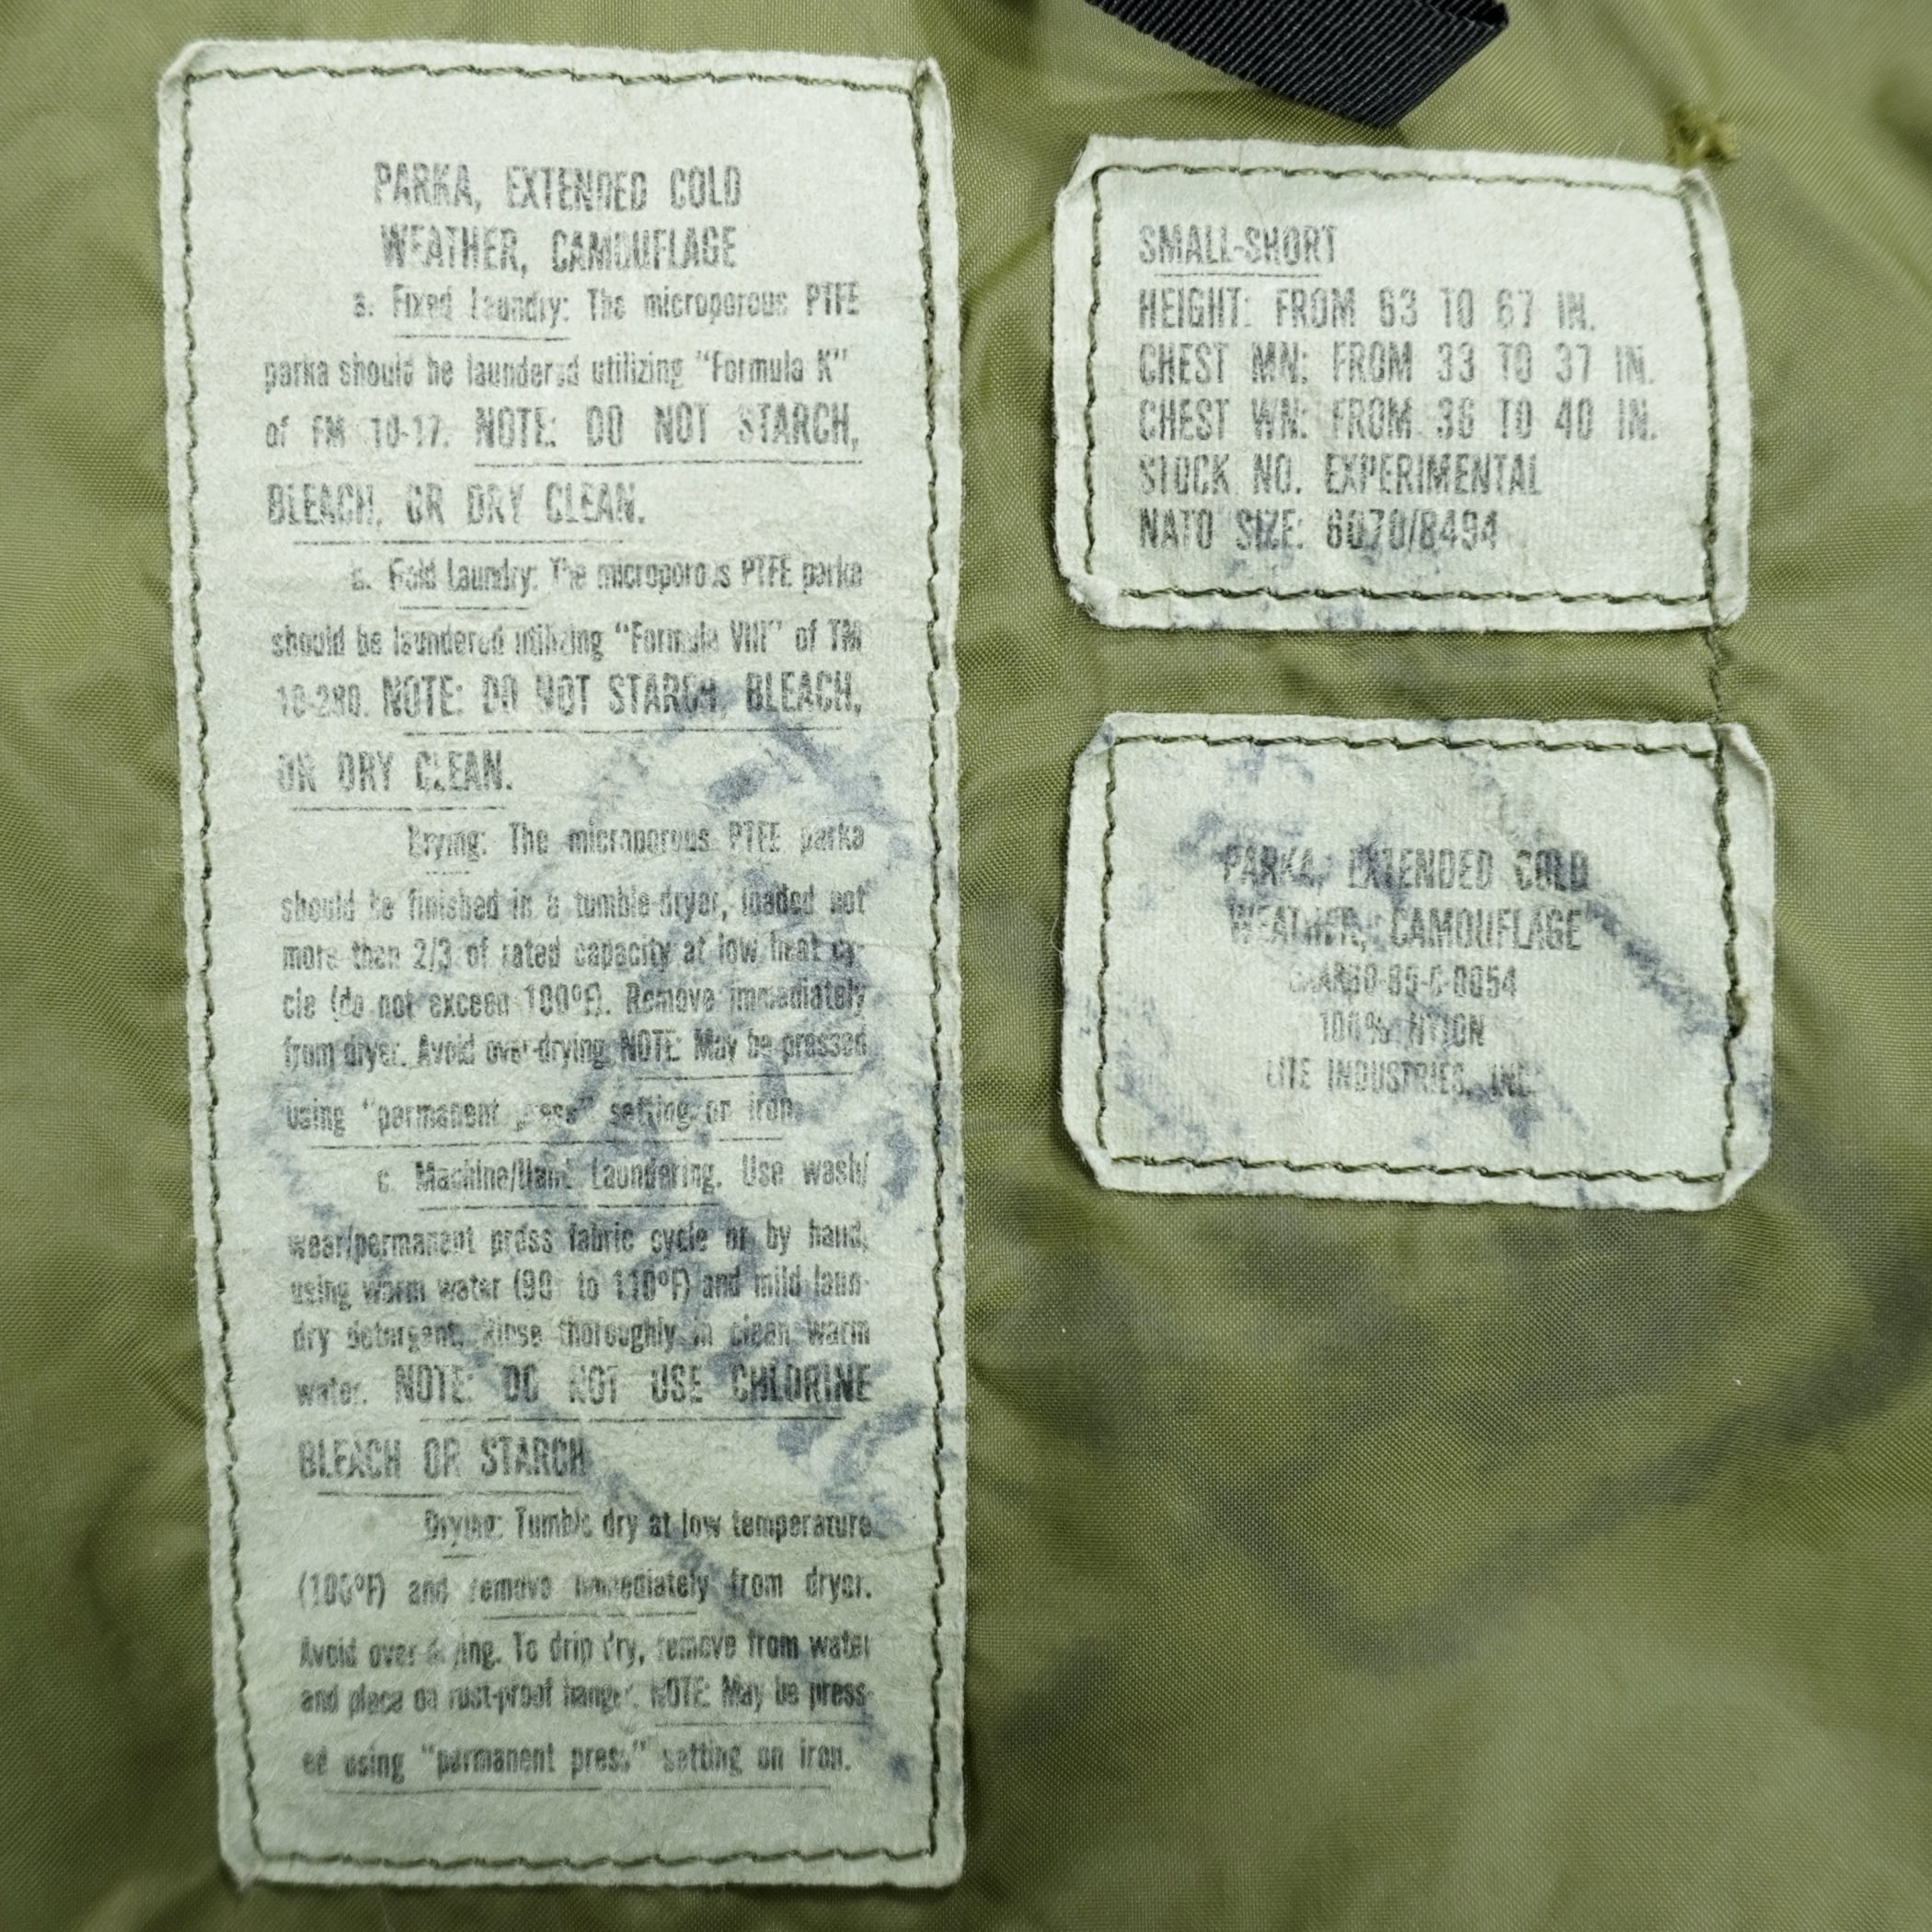 PARKA, EXTENDED COLD
WEATHER, CAMOUFLAGE
a. Fixed Laundry: The microporous PTFE
parka should be laundered utilizing "Formula K"
of FM 10-17. NOTE: DO NOT STARCH,
BLEACH, OR DRY CLEAN.
Laundry: The microporous PTFE parka
should be laundered utilizing "Formula VIII" of TM
10-280. NOTE: DO NOT STARCH, BLEACH,
OR DRY CLEAN.
Drying: The microporous PTFE parka
should be finished in a tumble-dryer, loaded not
more than 2/3 of rated capacity at low heat cy-
cle (do not exceed 100ºF). Remove immediately
from dryer. Avoid over-drying. NOTE: May be pressed
using "permanent press" setting on iron.
c. Machine/Hand Laundering. Use wash/
wear/permanent press fabric cycle or by hand,
using warm water (90º to 110ºF) and mild laun-
dry detergent. Rinse thoroughly in clean warm
water. NOTE: DO NOT USE CHLORINE
BLEACH OR STARCH
Drying: Tumble dry at low temperature
(100ºF) and remove immediately from dryer.
Avoid over drying. To drip dry, remove from water
and place on rust-proof hanger. NOTE: May be press-
ed using "permanent press" setting on iron.
SMALL-SHORT
HEIGHT: FROM 63 TO 67 IN.
CHEST MN: FROM 33 TO 37 IN.
CHEST WN: FROM 36 TO 40 IN.
STOCK NO. EXPERIMENTAL
NATO SIZE: 6070/8494
PARKA, EXTENDED COLD
WEATHER, CAMOUFLAGE
100% NYLON
LITE INDUSTRIES, INC.